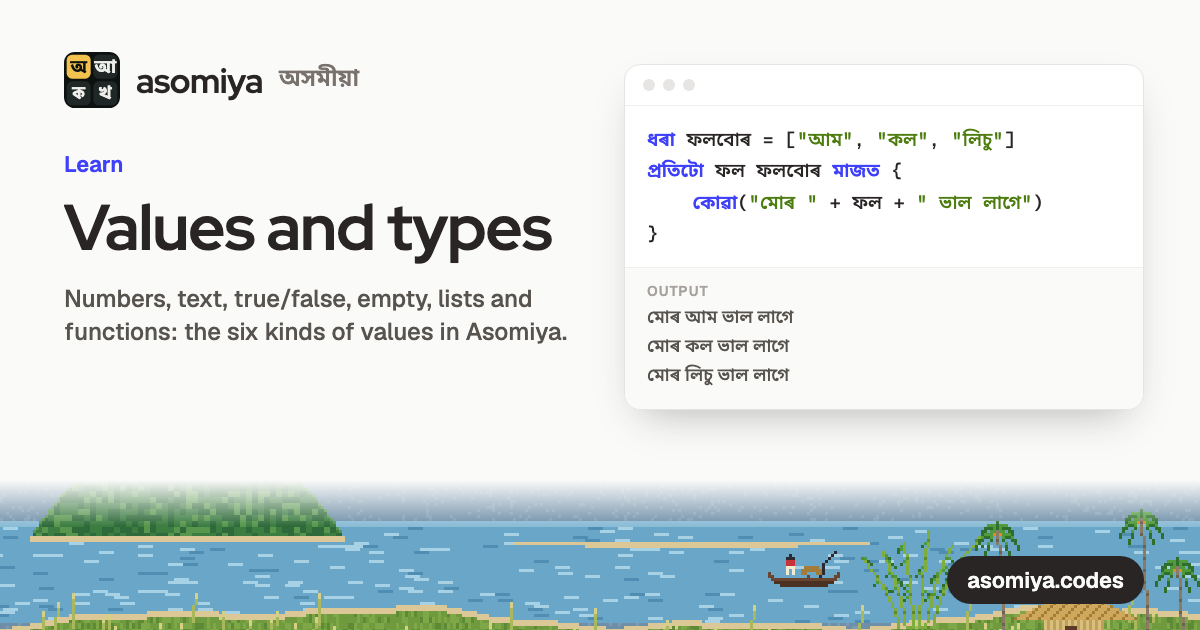 অ আ
ক খ
asomiya অসমীয়া
Learn
Values and types
Numbers, text, true/false, empty, lists and
functions: the six kinds of values in Asomiya.
ধৰা ফলবোৰ = ["আম", "কল", "লিচু"]
প্ৰতিটো ফল ফলবোৰ মাজত {
    কোৱা("মোৰ " + ফল + " ভাল লাগে")
}
OUTPUT
মোৰ আম ভাল লাগে
মোৰ কল ভাল লাগে
মোৰ লিচু ভাল লাগে
asomiya.codes